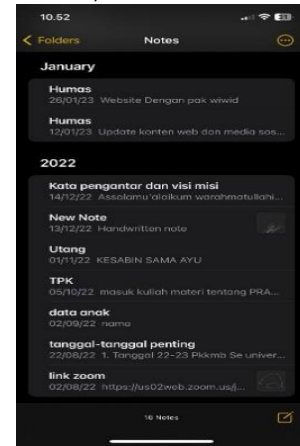 10.52
Folders Notes
January
Humas
26/01/23 Website Dengan pak wiwid
Humas
12/01/23 Update konten web dan media sos...
2022
Kata pengantar dan visi misi
14/12/22 Assolamu'alaikum warahmatullahi...
New Note
13/12/22 Handwritten note
Utang
01/11/22 KESABIN SAMA AYU
TPK
05/10/22 masuk kuliah materi tentang PRA...
data anak
02/09/22 nama
tanggal-tanggal penting
22/08/22 1. Tanggal 22-23 Pkkmb Se univer...
link zoom
02/08/22 https://us02web.zoom.us/j...
16 Notes